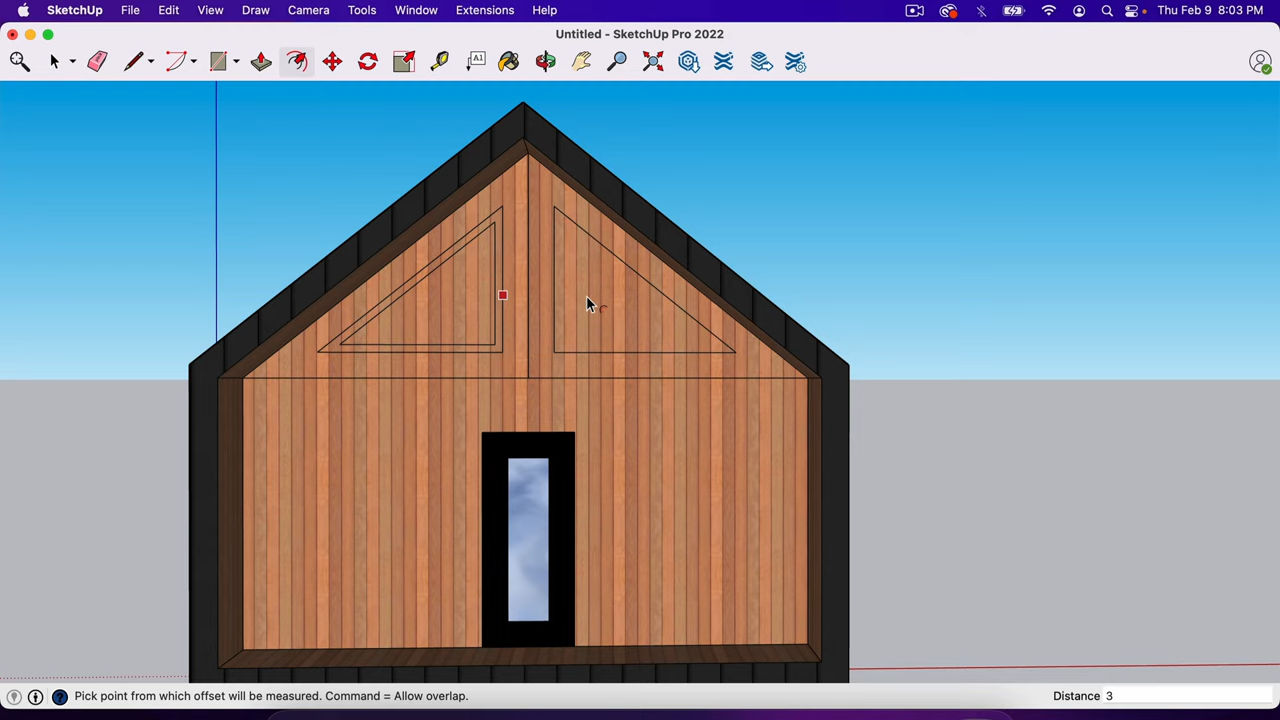 SketchUp File Edit View Draw Camera Tools Window Extensions Help Thu Feb 9 8:03 PM
Untitled - SketchUp Pro 2022
A1
Pick point from which offset will be measured. Command = Allow overlap. Distance 3